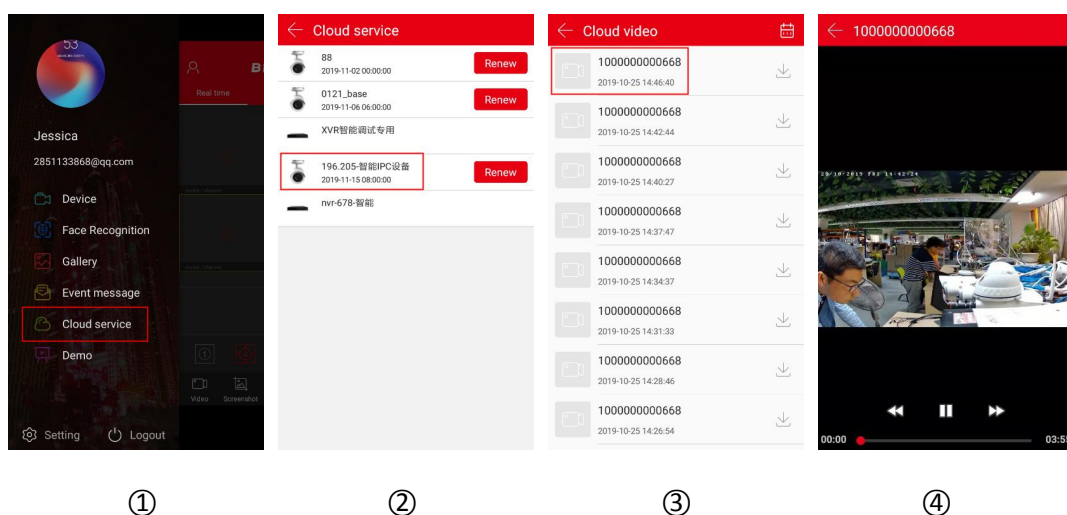 53
Jessica
2851133868@qq.com
Device
Face Recognition
Gallery
Event message
Cloud service
Demo
Setting
Logout
Real time
Video
Screenshot
①
Cloud service
88
2019-11-02 00:00:00
Renew
0121_base
2019-11-06 06:00:00
Renew
XVR智能调试专用
196.205-智能IPC设备
2019-11-15 08:00:00
Renew
nvr-678-智能
②
Cloud video
1000000000668
2019-10-25 14:46:40
1000000000668
2019-10-25 14:42:44
1000000000668
2019-10-25 14:40:27
1000000000668
2019-10-25 14:37:47
1000000000668
2019-10-25 14:34:37
1000000000668
2019-10-25 14:31:33
1000000000668
2019-10-25 14:28:46
1000000000668
2019-10-25 14:26:54
③
1000000000668
00:00
03:55
④